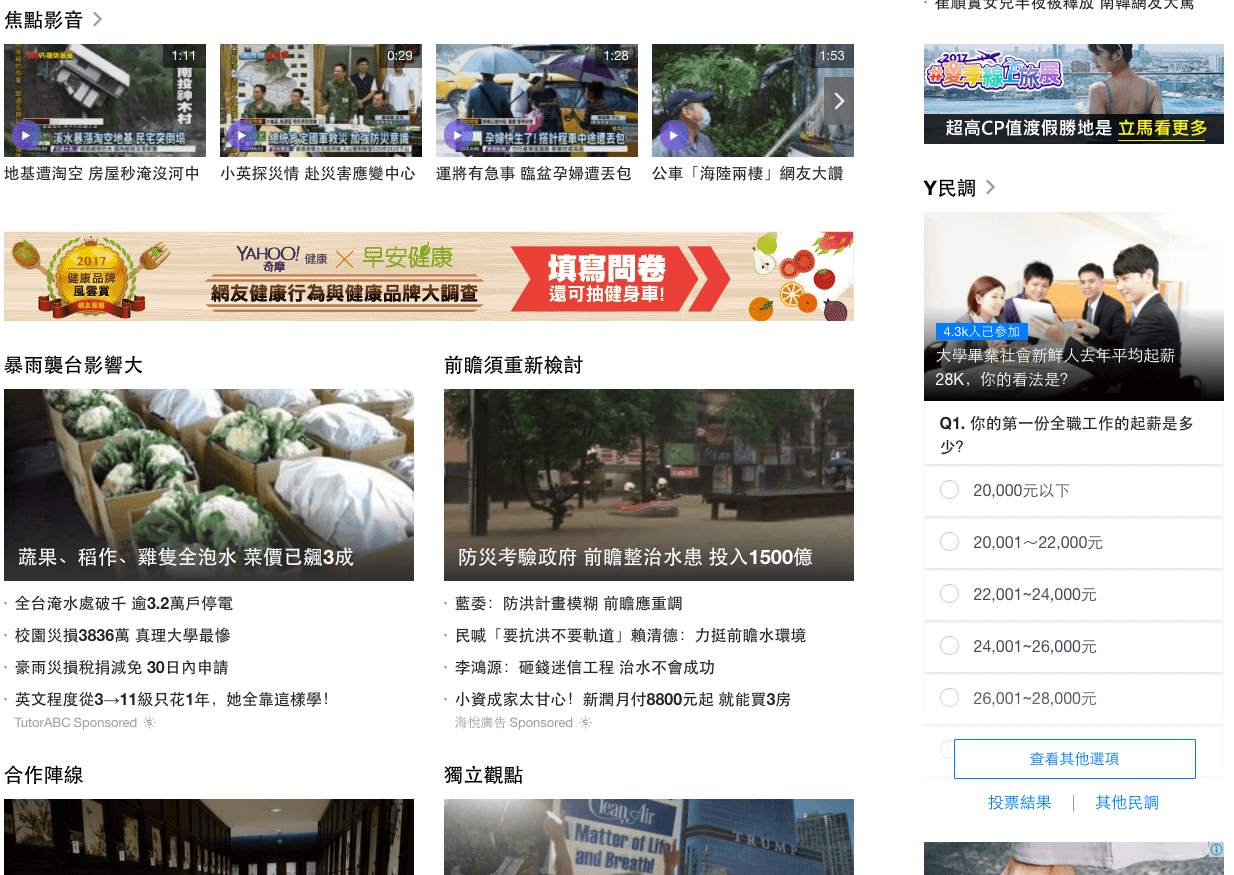 焦點影音
1:11
南投神木村
溪水暴漲淘空地基 民宅突倒塌
地基遭淘空 房屋秒淹沒河中
0:29
總統肯定國軍救災 加強防災意識
小英探災情 赴災害應變中心
1:28
孕婦快生了! 搭計程車中途遭丟包
運將有急事 臨盆孕婦遭丟包
1:53
公車「海陸兩棲」網友大讚
2017
健康品牌
風雲賞
YAHOO!
奇摩
健康
早安健康
網友健康行為與健康品牌大調查
填寫問卷
還可抽健身車!
暴雨襲台影響大
蔬果、稻作、雞隻全泡水 菜價已飆3成
· 全台淹水處破千 逾3.2萬戶停電
· 校園災損3836萬 真理大學最慘
· 豪雨災損稅捐減免 30日內申請
· 英文程度從3→11級只花1年，她全靠這樣學！
TutorABC Sponsored
前瞻須重新檢討
防災考驗政府 前瞻整治水患 投入1500億
· 藍委：防洪計畫模糊 前瞻應重調
· 民喊「要抗洪不要軌道」賴清德：力挺前瞻水環境
· 李鴻源：砸錢迷信工程 治水不會成功
· 小資成家太甘心！新潤月付8800元起 就能買3房
海悅廣告 Sponsored
合作陣線
獨立觀點
Clean Air
a Matter of Life
and Breath!
TRUMP
· 崔順實女兒半夜被釋放 南韓網友大罵
2017
#夏季線上旅展
超高CP值渡假勝地是 立馬看更多
Y民調
4.3k人已參加
大學畢業社會新鮮人去年平均起薪
28K，你的看法是?
Q1. 你的第一份全職工作的起薪是多
少?
20,000元以下
20,001～22,000元
22,001~24,000元
24,001~26,000元
26,001~28,000元
查看其他選項
投票結果 ｜ 其他民調